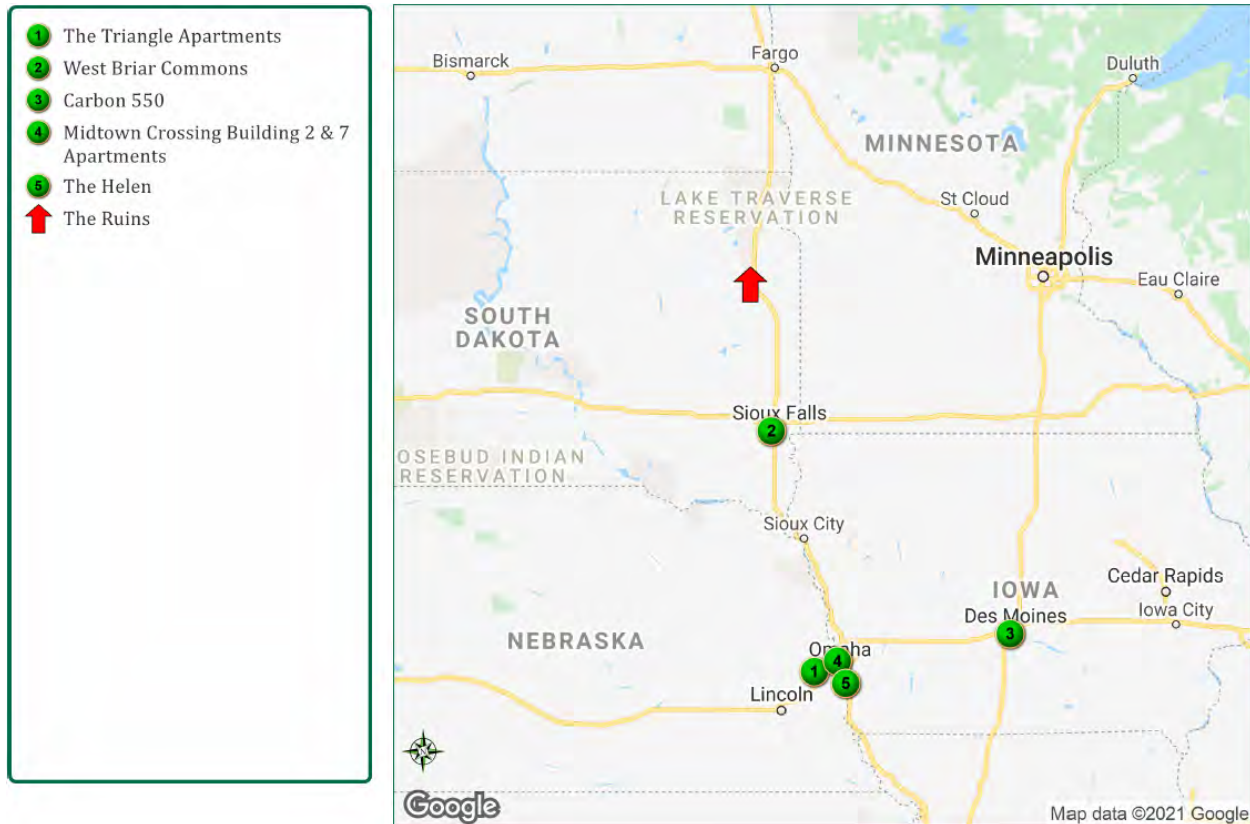 1 The Triangle Apartments
2 West Briar Commons
3 Carbon 550
4 Midtown Crossing Building 2 & 7
Apartments
5 The Helen
The Ruins
Bismarck
Fargo
Duluth
MINNESOTA
LAKE TRAVERSE
RESERVATION
St Cloud
Minneapolis
Eau Claire
SOUTH
DAKOTA
Sioux Falls
2
OSEBUD INDIAN
RESERVATION
Sioux City
Cedar Rapids
IOWA
Iowa City
Des Moines
3
NEBRASKA
Omaha
4
1
5
Lincoln
N
Google
Map data ©2021 Google